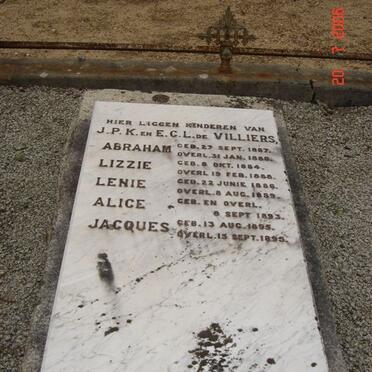 HIER LIGGEN KINDEREN VAN
J.P.K. EN E.C.L. DE VILLIERS,
ABRAHAM GEB. 27 SEPT. 1887.
OVERL. 31 JAN. 1888.
LIZZIE GEB. 8 OKT. 1884.
OVERL. 19 FEB. 1888.
LENIE GEB. 22 JUNIE 1886.
OVERL. 8 AUG. 1889.
ALICE GEB. EN OVERL.
8 SEPT. 1893.
JACQUES GEB. 13 AUG. 1895.
OVERL. 15 SEPT. 1895.
20 7 2006